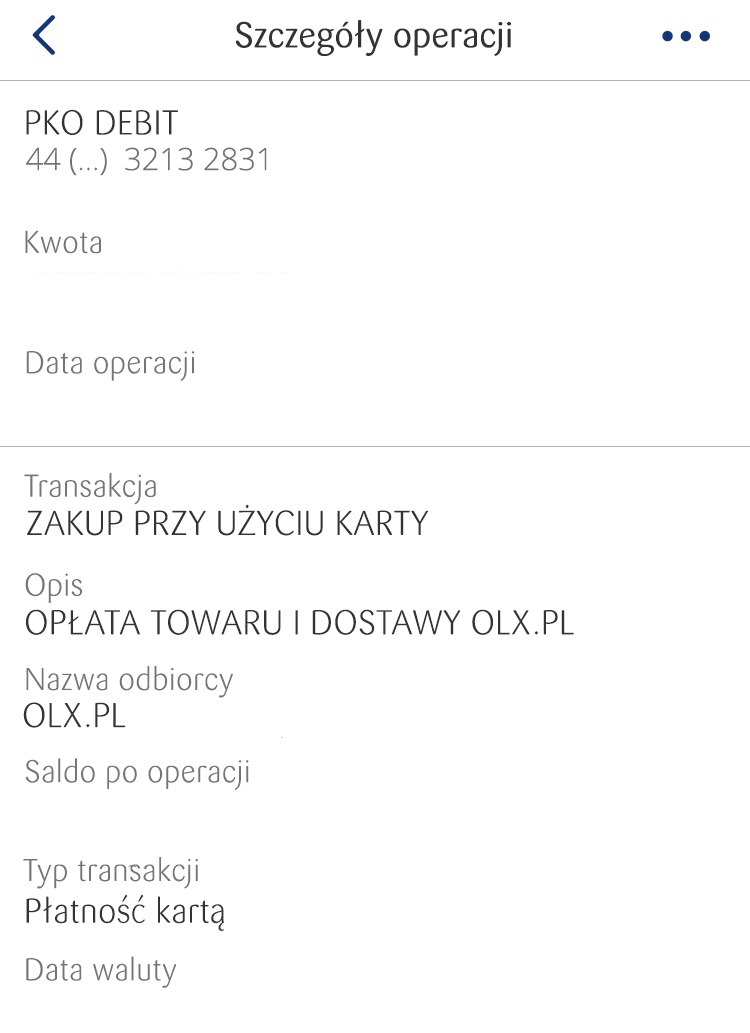 Szczegóły operacji
PKO DEBIT
44 (...) 3213 2831
Kwota
Data operacji
Transakcja
ZAKUP PRZY UŻYCIU KARTY
Opis
OPŁATA TOWARU I DOSTAWY OLX.PL
Nazwa odbiorcy
OLX.PL
Saldo po operacji
Typ transakcji
Płatność kartą
Data waluty